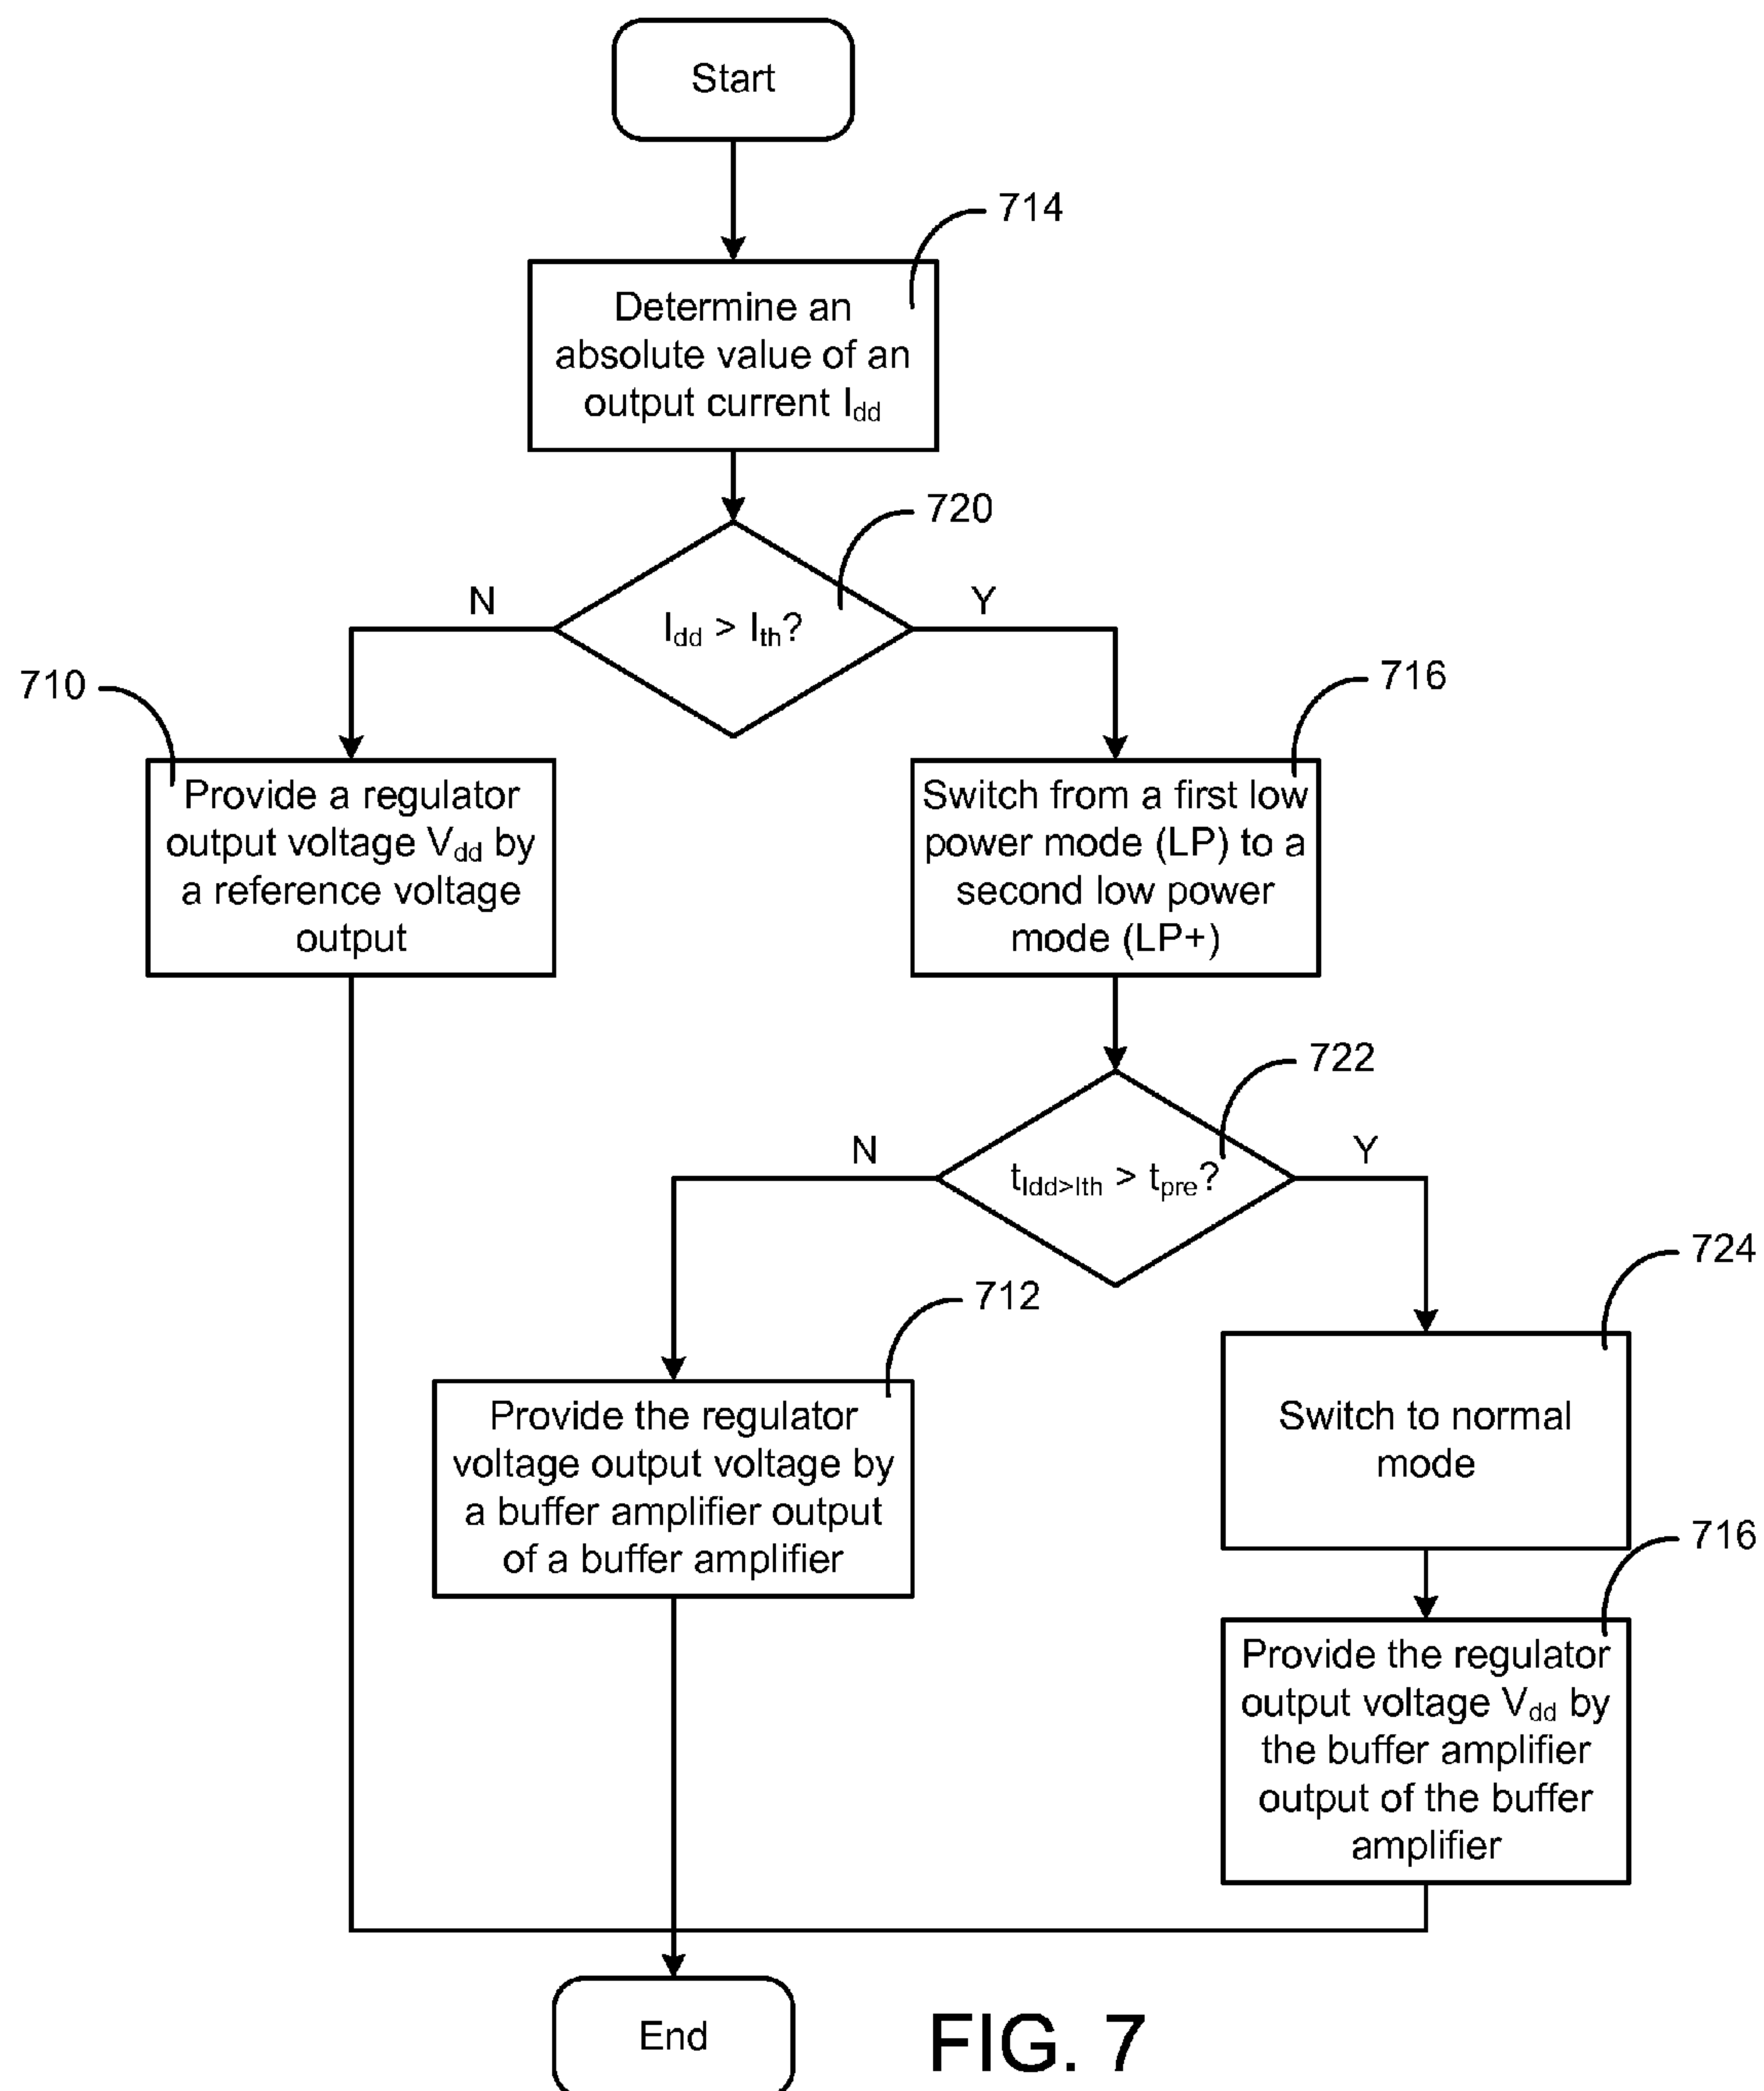 Start
714
Determine an
absolute value of an
output current Idd
720
N
Y
Idd > Ith?
710
716
Provide a regulator
output voltage Vdd by
a reference voltage
output
Switch from a first low
power mode (LP) to a
second low power
mode (LP+)
722
N
Y
tIdd>Ith > tpre?
724
712
Switch to normal
mode
Provide the regulator
voltage output voltage by
a buffer amplifier output
of a buffer amplifier
716
Provide the regulator
output voltage Vdd by
the buffer amplifier
output of the buffer
amplifier
End
FIG. 7